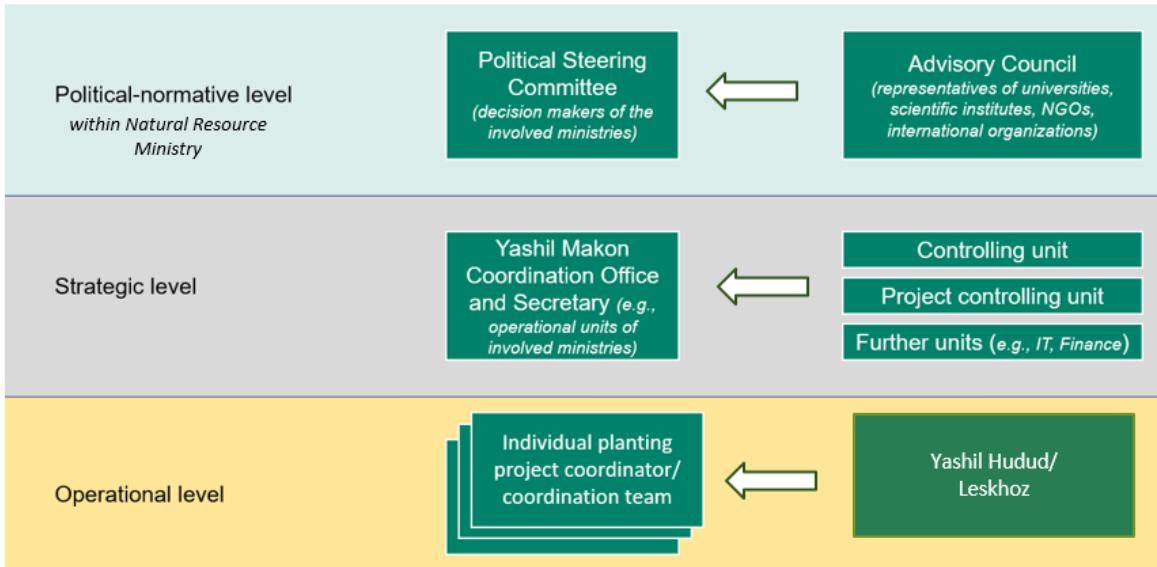 Political-normative level
within Natural Resource
Ministry
Political Steering
Committee
(decision makers of the
involved ministries)
Advisory Council
(representatives of universities,
scientific institutes, NGOs,
international organizations)
Strategic level
Yashil Makon
Coordination Office
and Secretary (e.g.,
operational units of
involved ministries)
Controlling unit
Project controlling unit
Further units (e.g., IT, Finance)
Operational level
Individual planting
project coordinator/
coordination team
Yashil Hudud/
Leskhoz